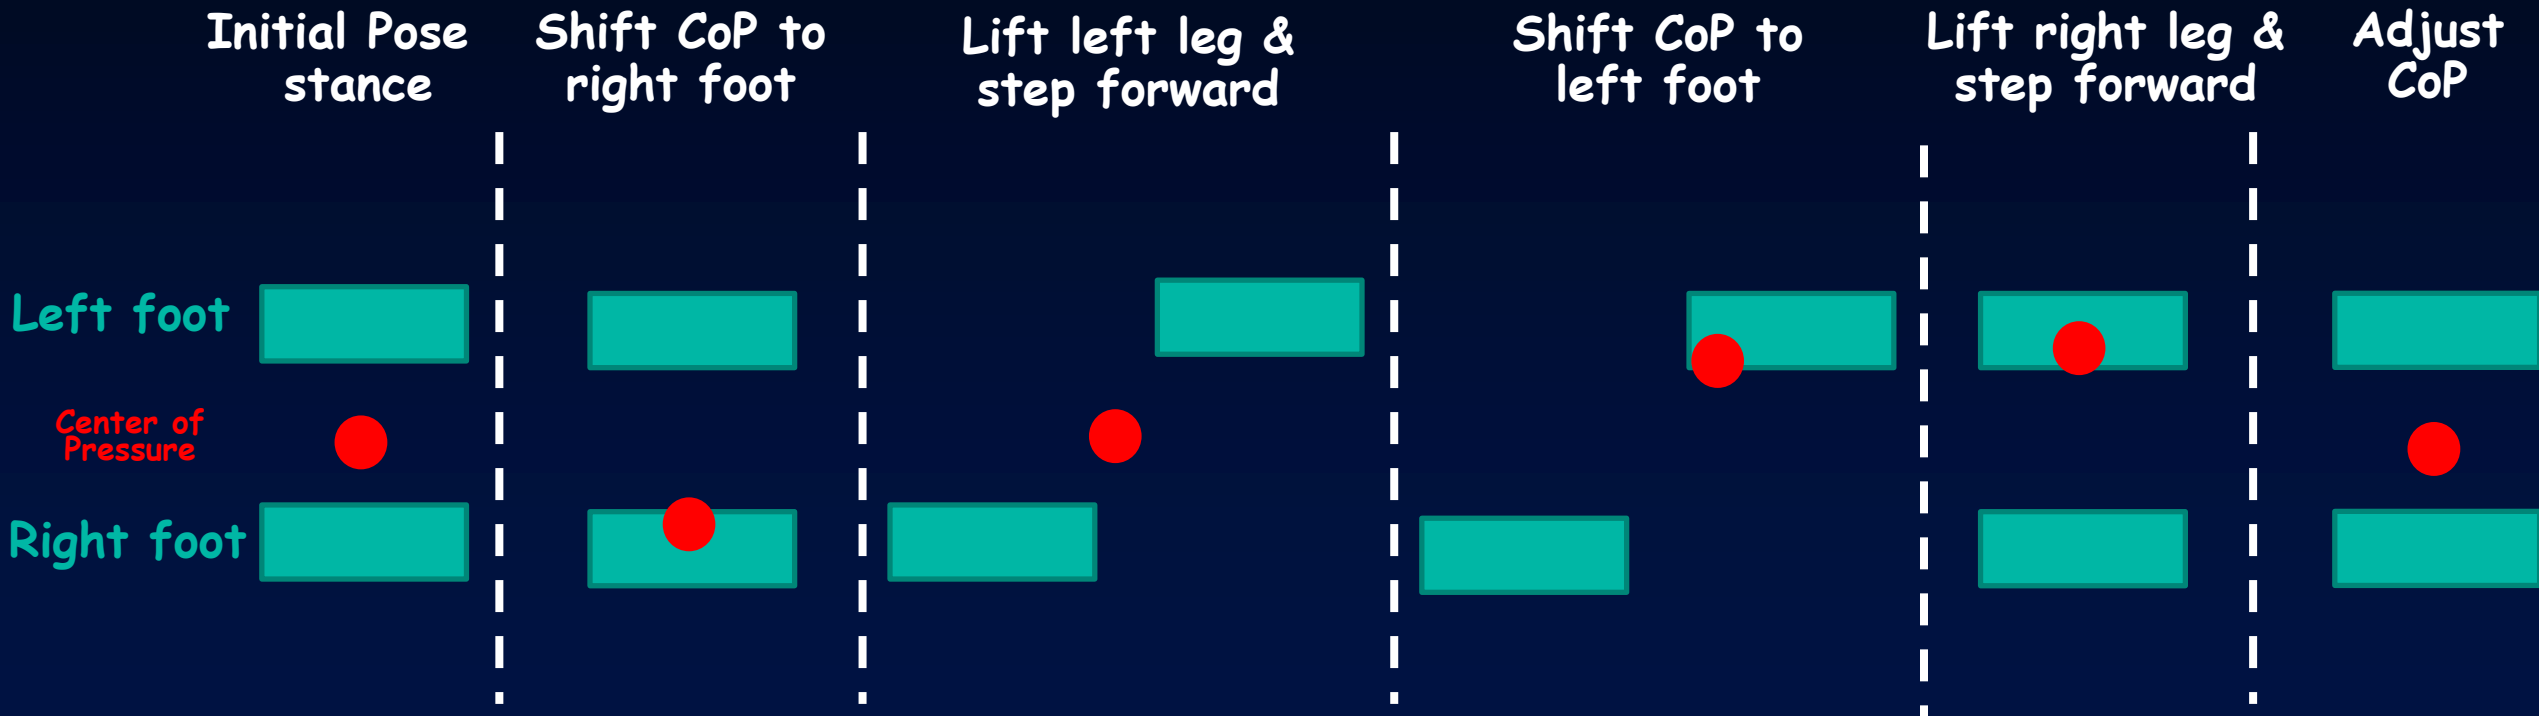 Initial Pose
stance
Shift CoP to
right foot
Lift left leg &
step forward
Shift CoP to
left foot
Lift right leg &
step forward
Adjust
CoP
Left foot
Center of
Pressure
Right foot